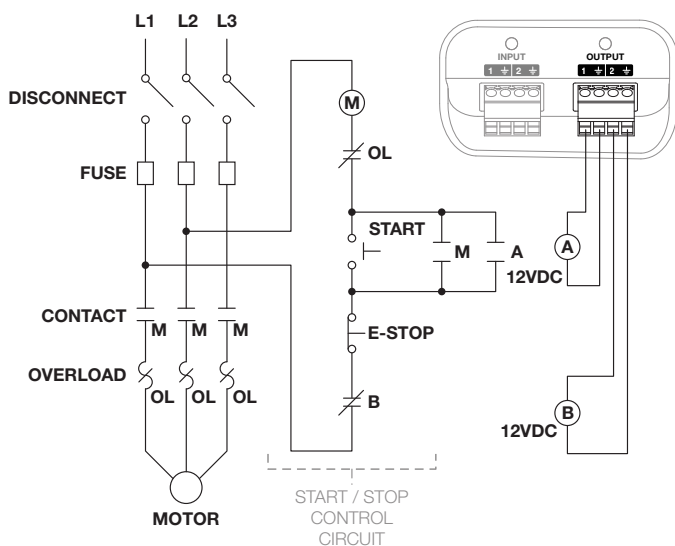 L1 L2 L3
DISCONNECT
FUSE
CONTACT
M M M
OVERLOAD
OL OL OL
MOTOR
M
OL
START
M
A
E-STOP
B
START / STOP
CONTROL
CIRCUIT
INPUT
1 ⏚ 2 ⏚
OUTPUT
1 ⏚ 2 ⏚
A
12VDC
B
12VDC